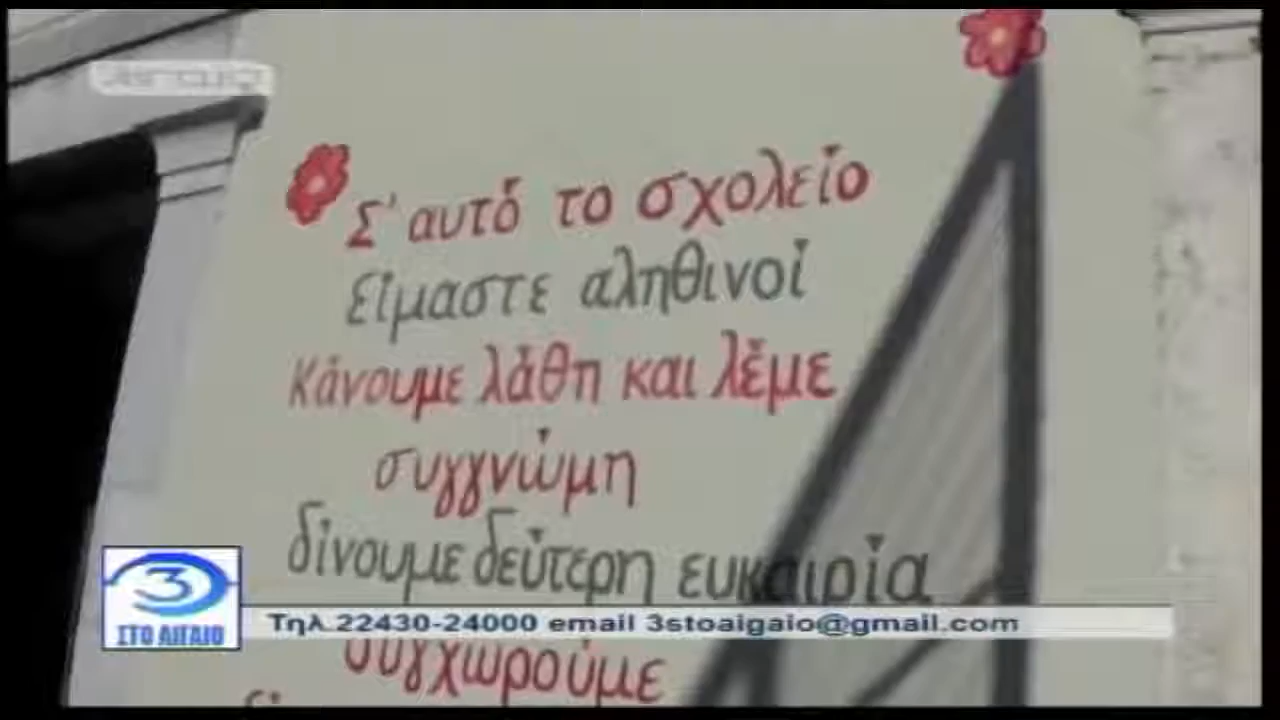 Σ' αυτό το σχολείο
είμαστε αληθινοί
κάνουμε λάθη και λέμε
συγγνώμη
δίνουμε δεύτερη ευκαιρία
3
ΣΤΟ ΑΙΓΑΙΟ
Τηλ.22430-24000 email 3stoaigaio@gmail.com
συγχωρούμε